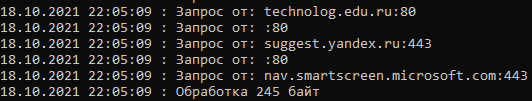 18.10.2021 22:05:09 : Запрос от: technolog.edu.ru:80
18.10.2021 22:05:09 : Запрос от: :80
18.10.2021 22:05:09 : Запрос от: suggest.yandex.ru:443
18.10.2021 22:05:09 : Запрос от: :80
18.10.2021 22:05:09 : Запрос от: nav.smartscreen.microsoft.com:443
18.10.2021 22:05:09 : Обработка 245 байт